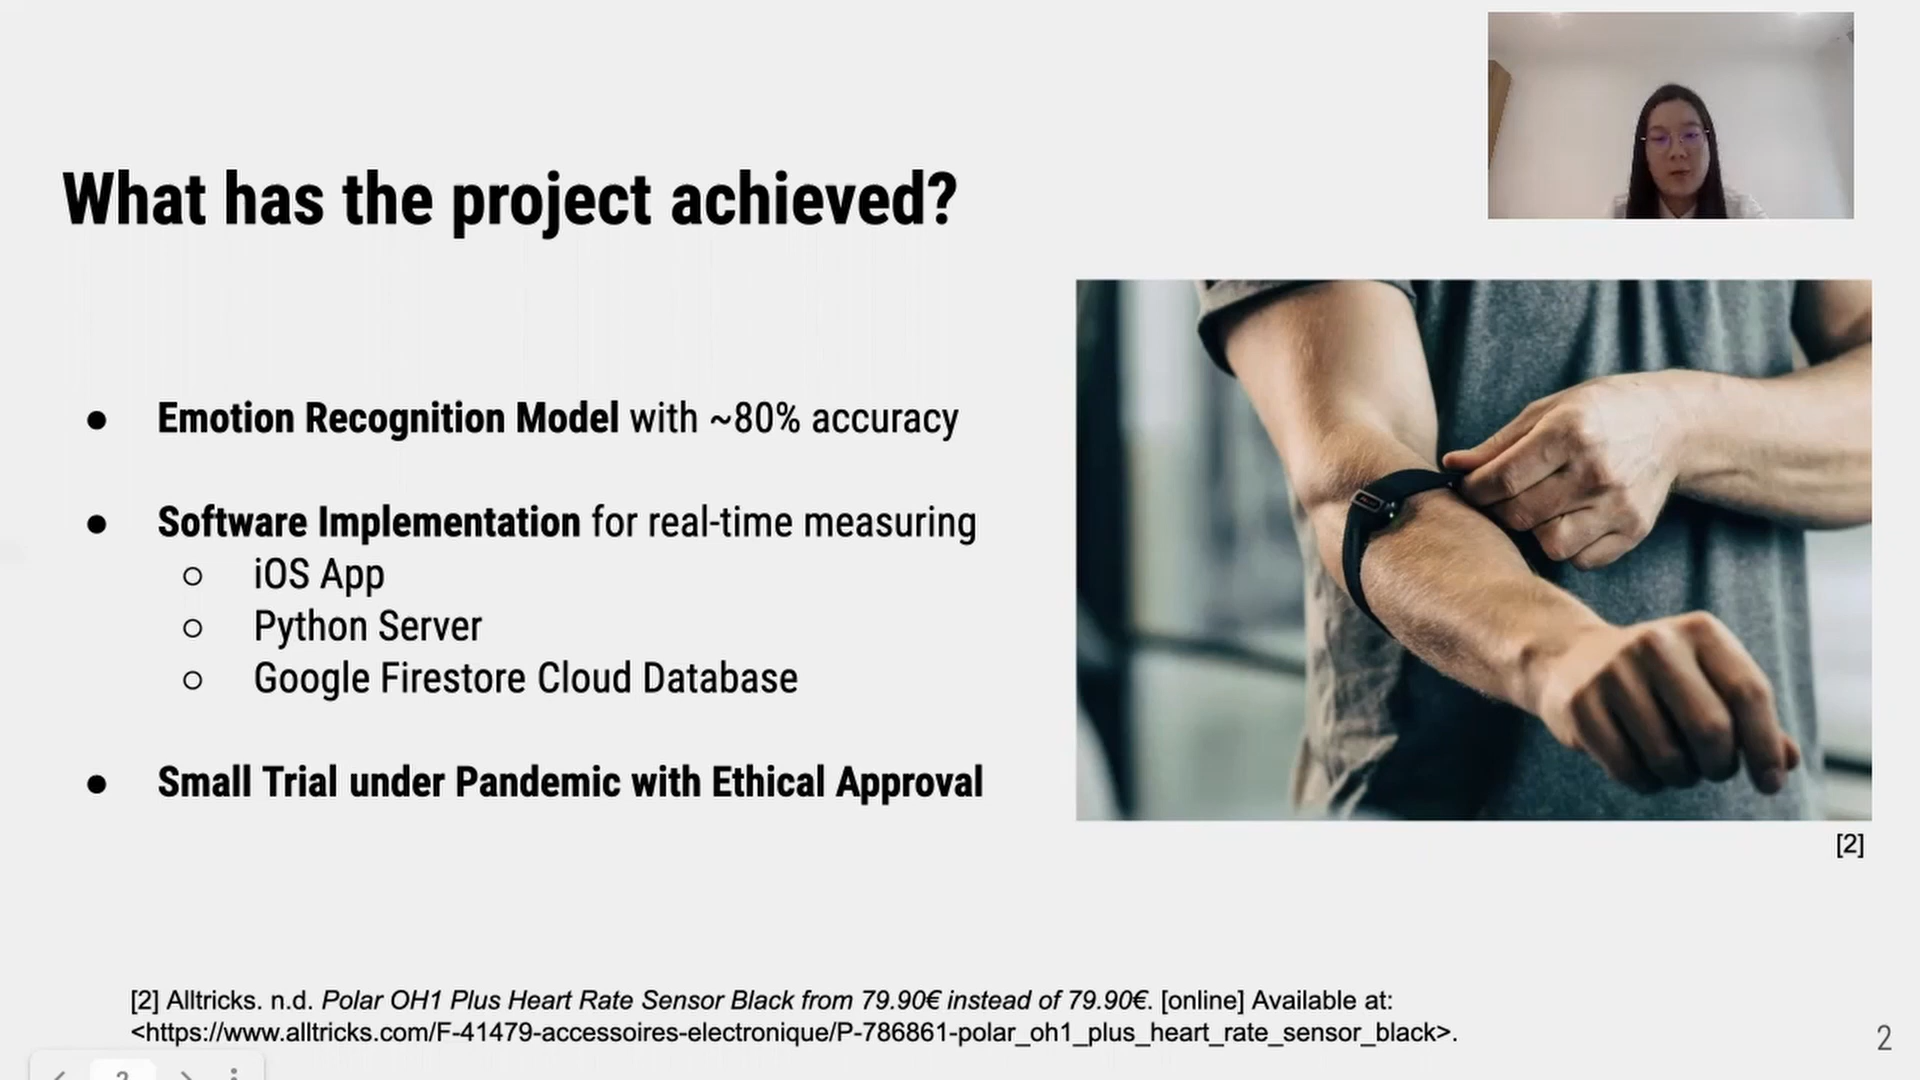 What has the project achieved?
● Emotion Recognition Model with ~80% accuracy
● Software Implementation for real-time measuring
○ iOS App
○ Python Server
○ Google Firestore Cloud Database
● Small Trial under Pandemic with Ethical Approval
[2]
[2] Alltricks. n.d. Polar OH1 Plus Heart Rate Sensor Black from 79.90€ instead of 79.90€. [online] Available at:
<https://www.alltricks.com/F-41479-accessoires-electronique/P-786861-polar_oh1_plus_heart_rate_sensor_black>.
2